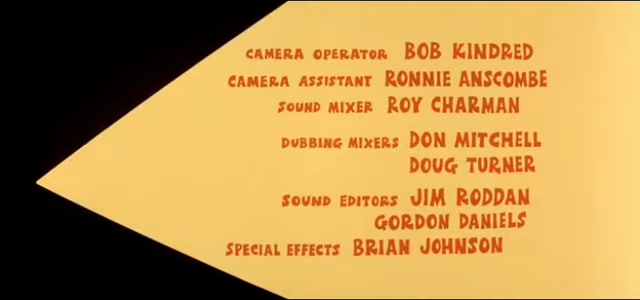 CAMERA OPERATOR BOB KINDRED
CAMERA ASSISTANT RONNIE ANSCOMBE
SOUND MIXER ROY CHARMAN
DUBBING MIXERS DON MITCHELL
DOUG TURNER
SOUND EDITORS JIM RODDAN
GORDON DANIELS
SPECIAL EFFECTS BRIAN JOHNSON